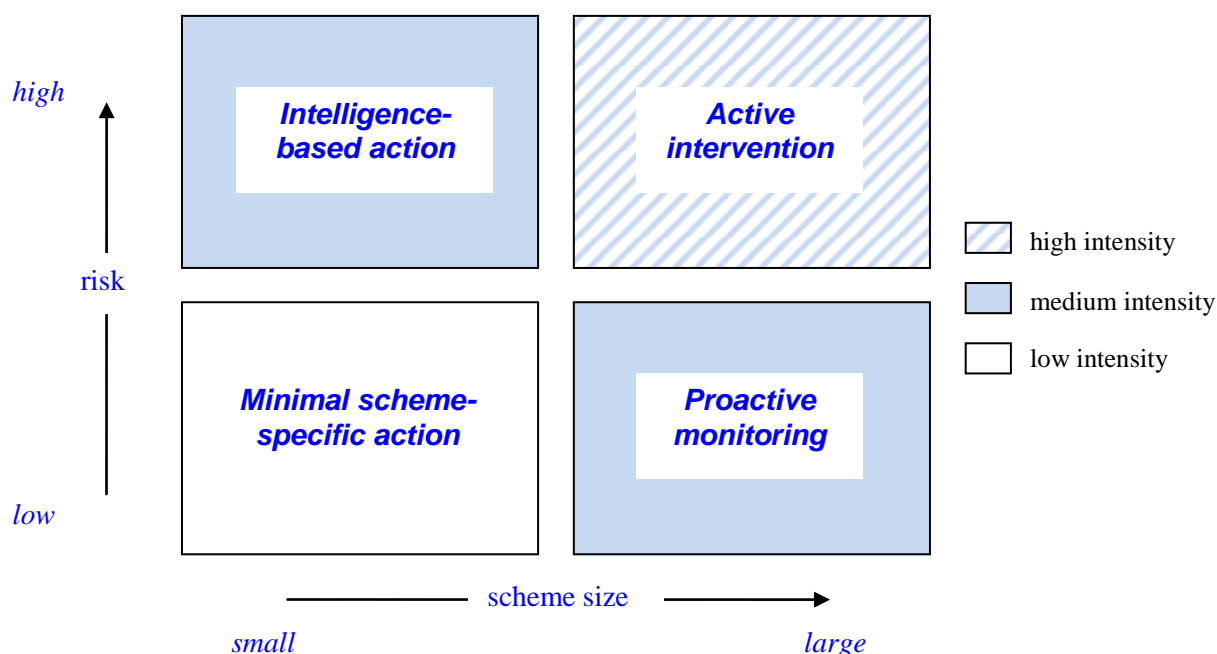 high
Intelligence-
based action
Active
intervention
high intensity
risk
medium intensity
low intensity
Minimal scheme-
specific action
Proactive
monitoring
low
scheme size
small
large